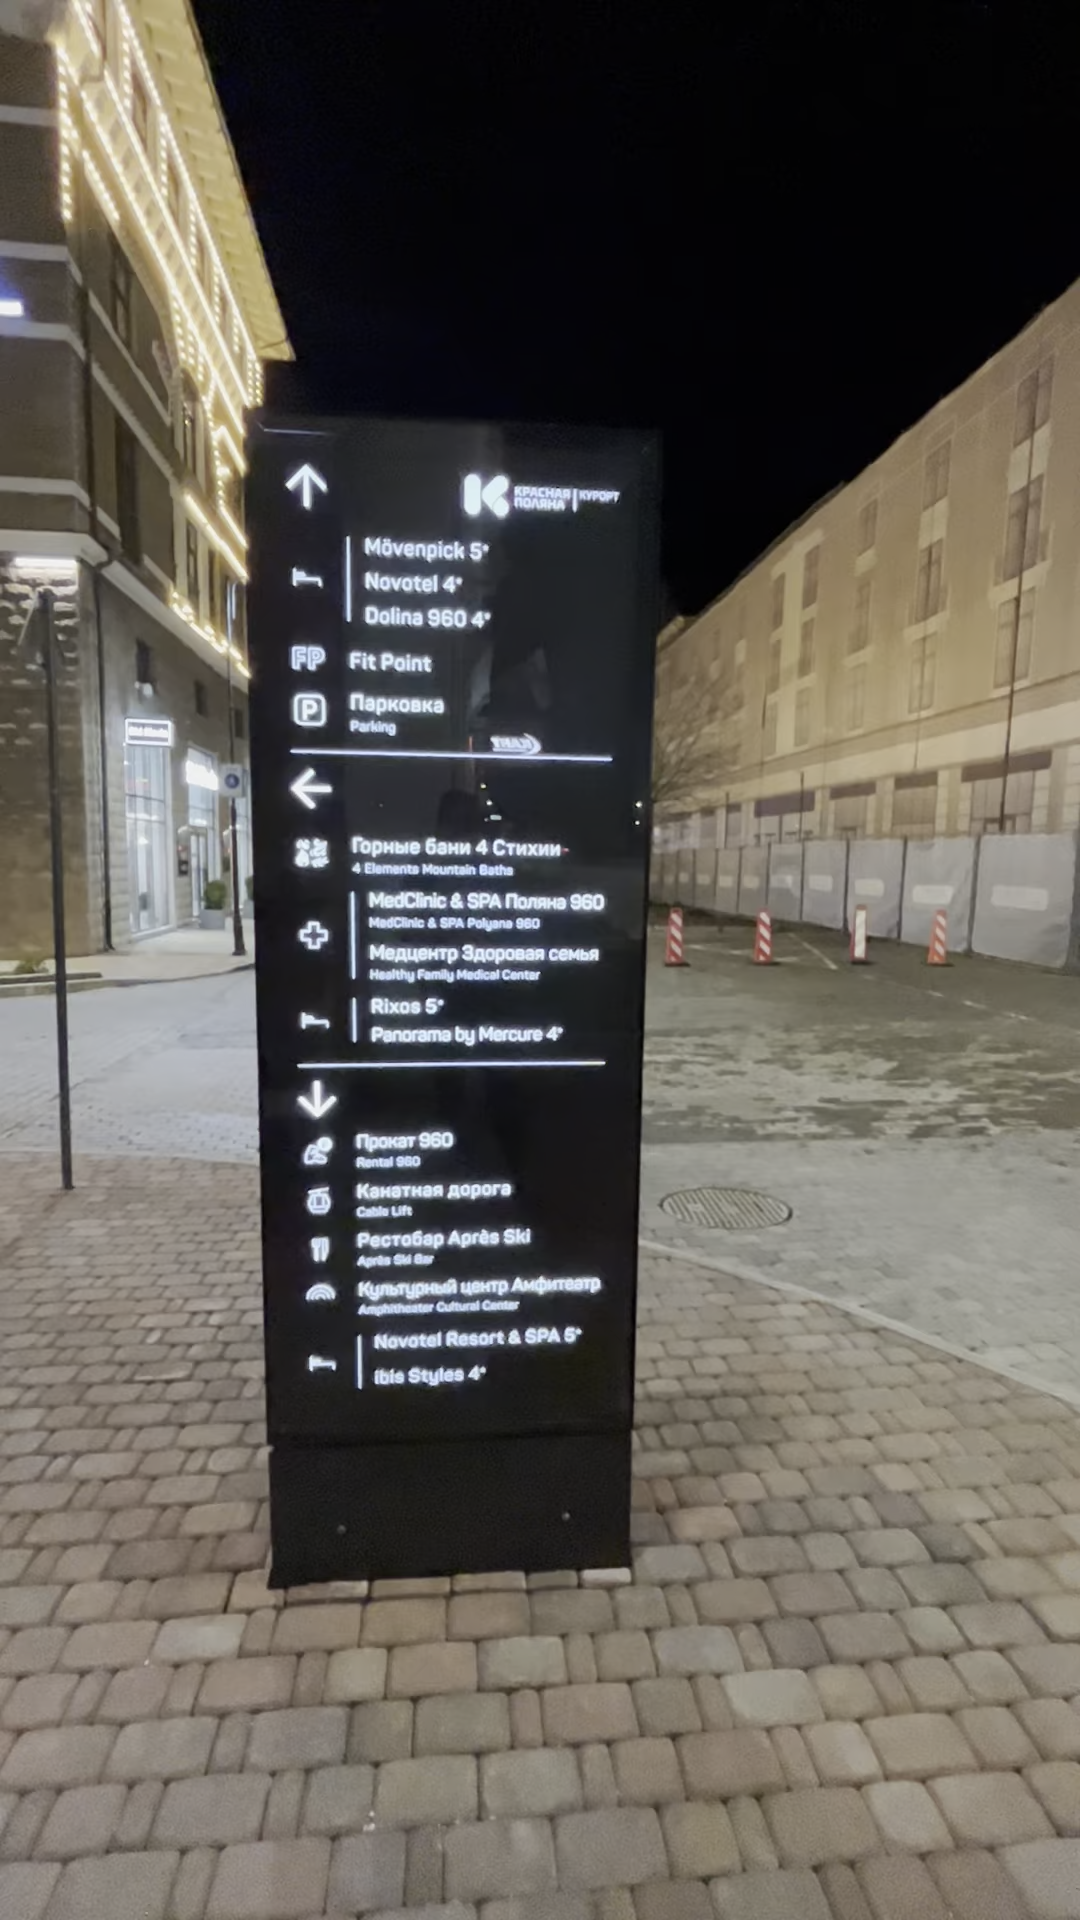 КРАСНАЯ
ПОЛЯНА
КУРОРТ
Mövenpick 5*
Novotel 4*
Dolina 960 4*
FP
Fit Point
P
Парковка
Parking
Горные бани 4 Стихии
4 Elements Mountain Baths
MedClinic & SPA Поляна 960
MedClinic & SPA Polyana 960
Медцентр Здоровая семья
Healthy Family Medical Center
Rixos 5*
Panorama by Mercure 4*
Прокат 960
Rental 960
Канатная дорога
Cable Lift
Рестобар Après Ski
Après Ski Bar
Культурный центр Амфитеатр
Amphitheater Cultural Center
Novotel Resort & SPA 5*
ibis Styles 4*